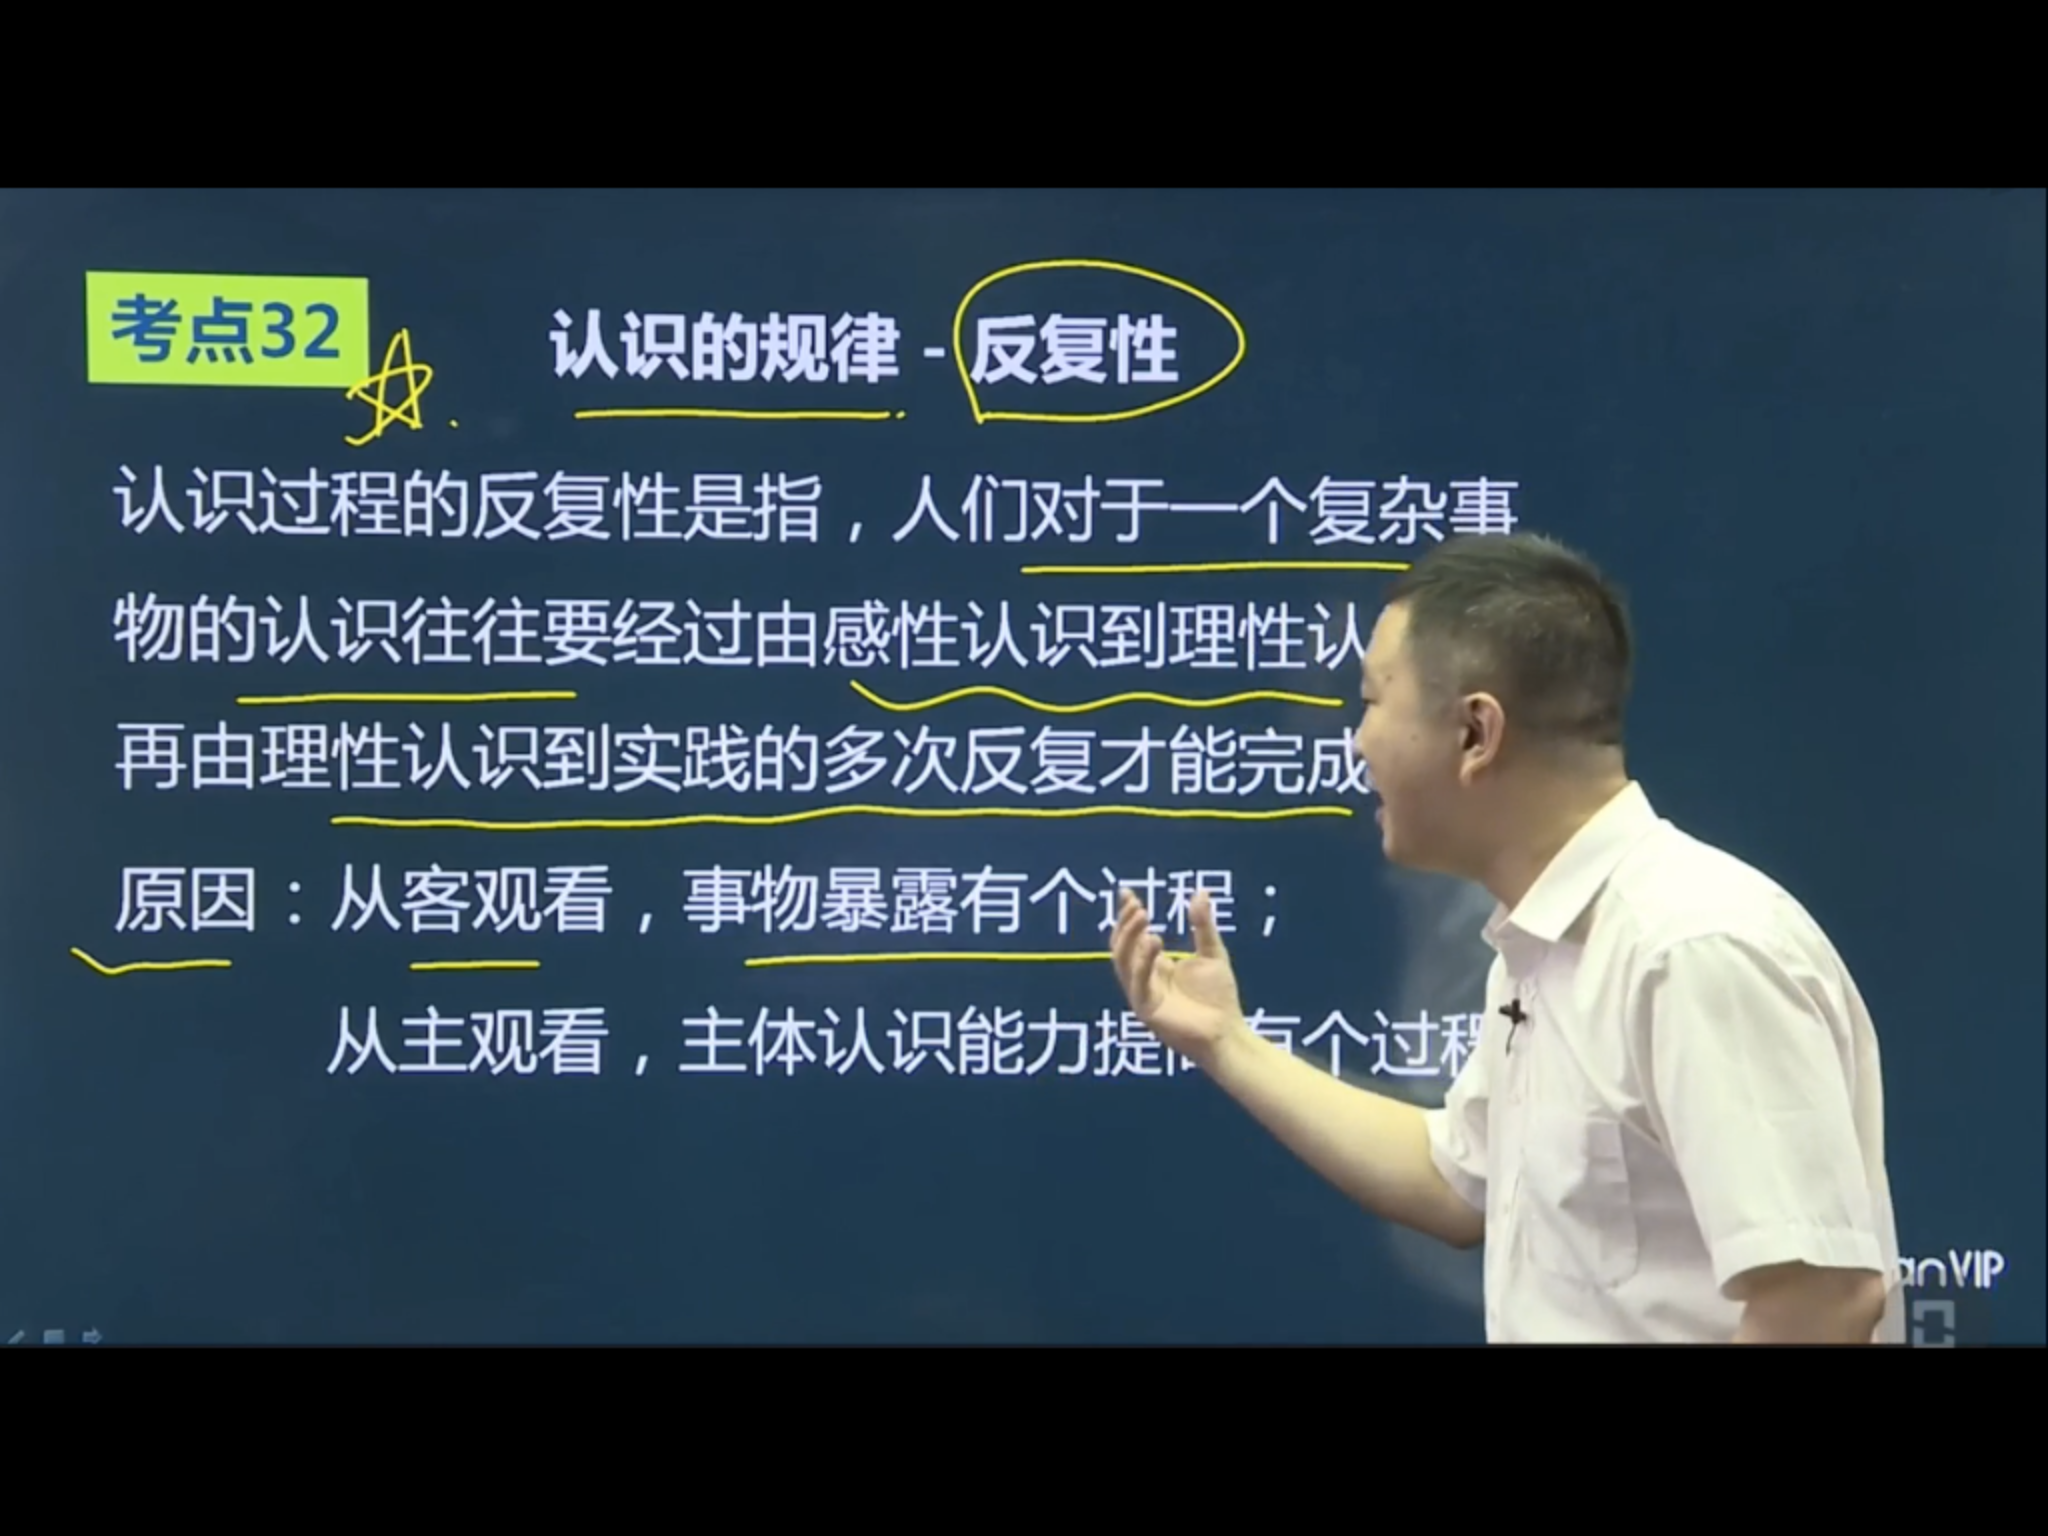 考点32
认识的规律 - 反复性
认识过程的反复性是指，人们对于一个复杂事
物的认识往往要经过由感性认识到理性认
再由理性认识到实践的多次反复才能完成
原因：从客观看，事物暴露有个过程；
从主观看，主体认识能力提高有个过程
anVIP